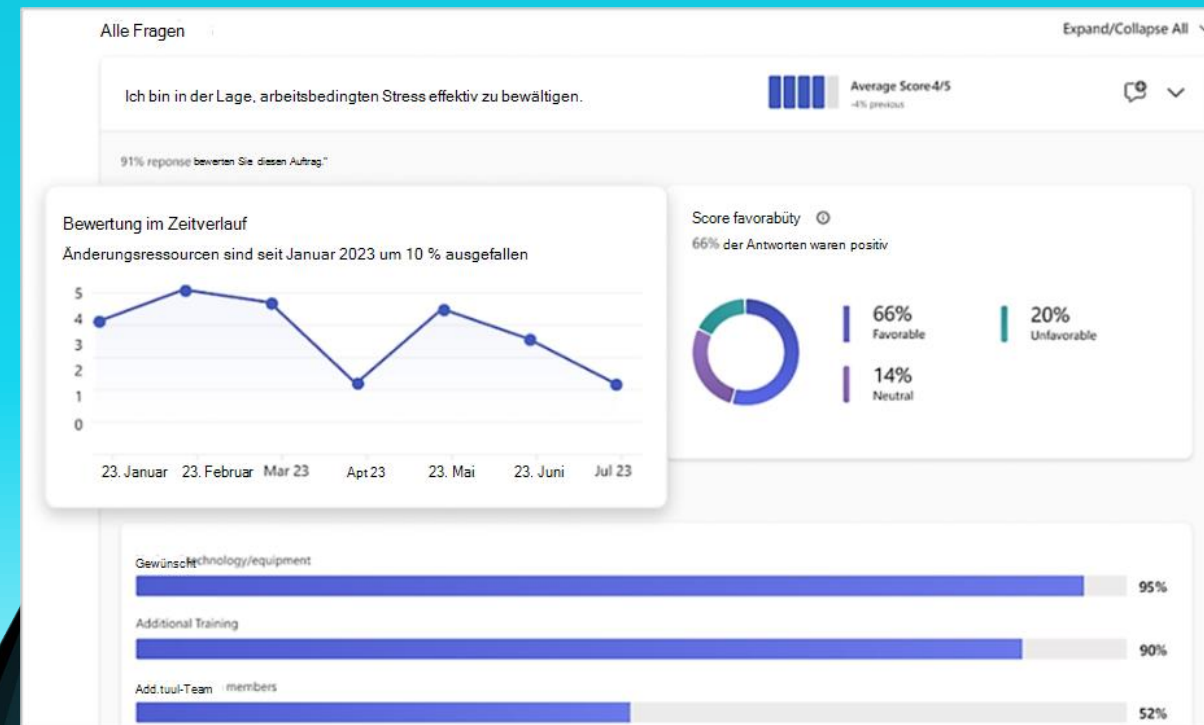 Alle Fragen
Expand/Collapse All
Ich bin in der Lage, arbeitsbedingten Stress effektiv zu bewältigen.
Average Score 4/5
-4% previous
91% reponse bewerten Sie diesen Auftrag."
Bewertung im Zeitverlauf
Änderungsressourcen sind seit Januar 2023 um 10 % ausgefallen
5
4
3
2
1
0
23. Januar 23. Februar Mar 23 Apt 23 23. Mai 23. Juni Jul 23
Score favorabüty
66% der Antworten waren positiv
66%
Favorable
20%
Unfavorable
14%
Neutral
Gewünscht technology/equipment
95%
Additional Training
90%
Add.tuul-Team members
52%